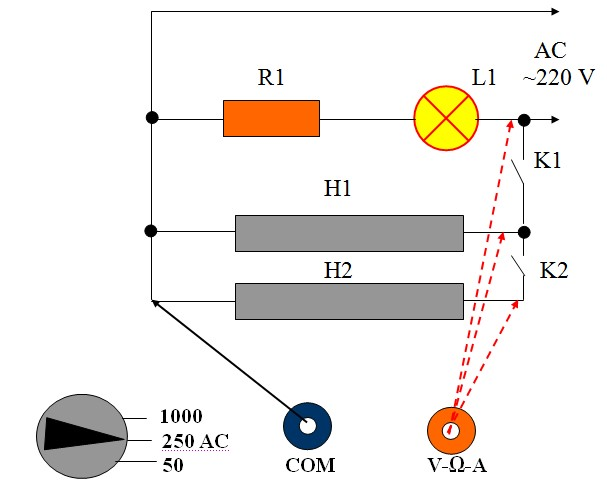 AC
~220 V
R1
L1
K1
H1
H2
K2
1000
250 AC
50
COM
V-Ω-A